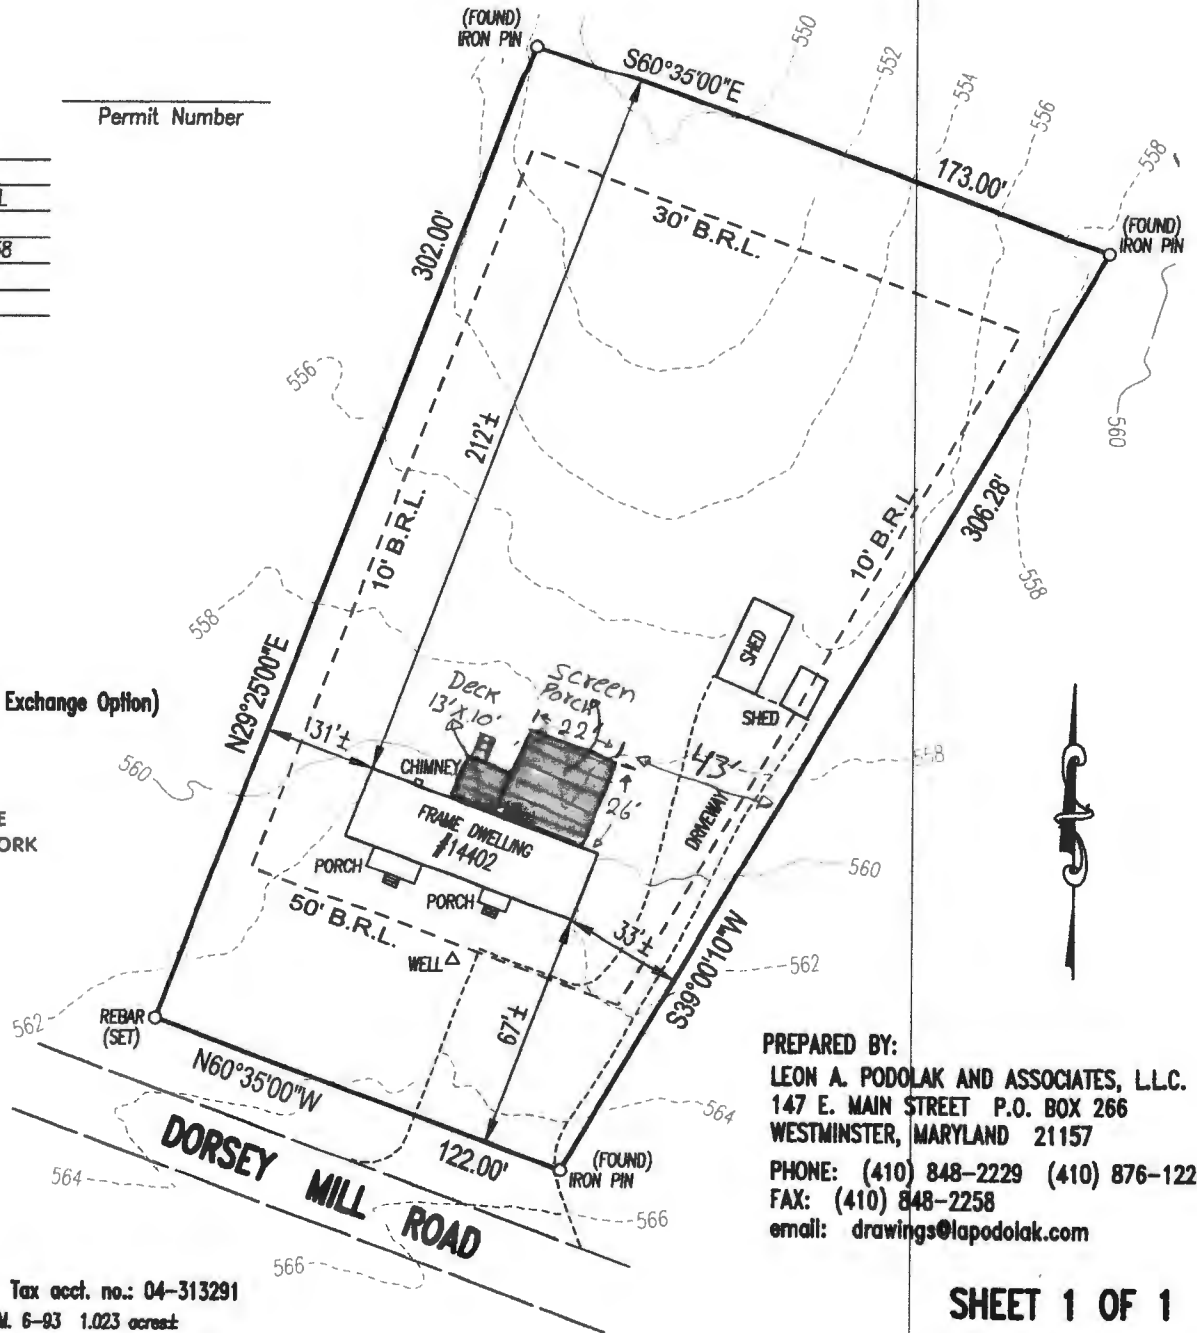 (FOUND)
IRON PIN
S60°35'00"E
550
552
554
556
558
Permit Number
173.00'
(FOUND)
IRON PIN
30' B.R.L.
302.00'
560
556
212'±
10' B.R.L.
10' B.R.L.
306.28'
558
558
SHED
SHED
N29°25'00"E
Exchange Option)
Deck
13'X10'
Screen
Porch
22'
131'±
43'
558
560
CHIMNEY
26'
FRAME DWELLING
#14402
DRIVEWAY
ORK
PORCH
PORCH
560
50' B.R.L.
WELL
33'±
562
S39°00'10"W
562
REBAR
(SET)
67'±
N60°35'00"W
564
122.00'
(FOUND)
IRON PIN
DORSEY MILL ROAD
564
566
566
PREPARED BY:
LEON A. PODOLAK AND ASSOCIATES, L.L.C.
147 E. MAIN STREET P.O. BOX 266
WESTMINSTER, MARYLAND 21157
PHONE: (410) 848-2229 (410) 876-122
FAX: (410) 848-2258
email: drawings@lapodolak.com
Tax acct. no.: 04-313291
6-93 1.023 acres±
SHEET 1 OF 1